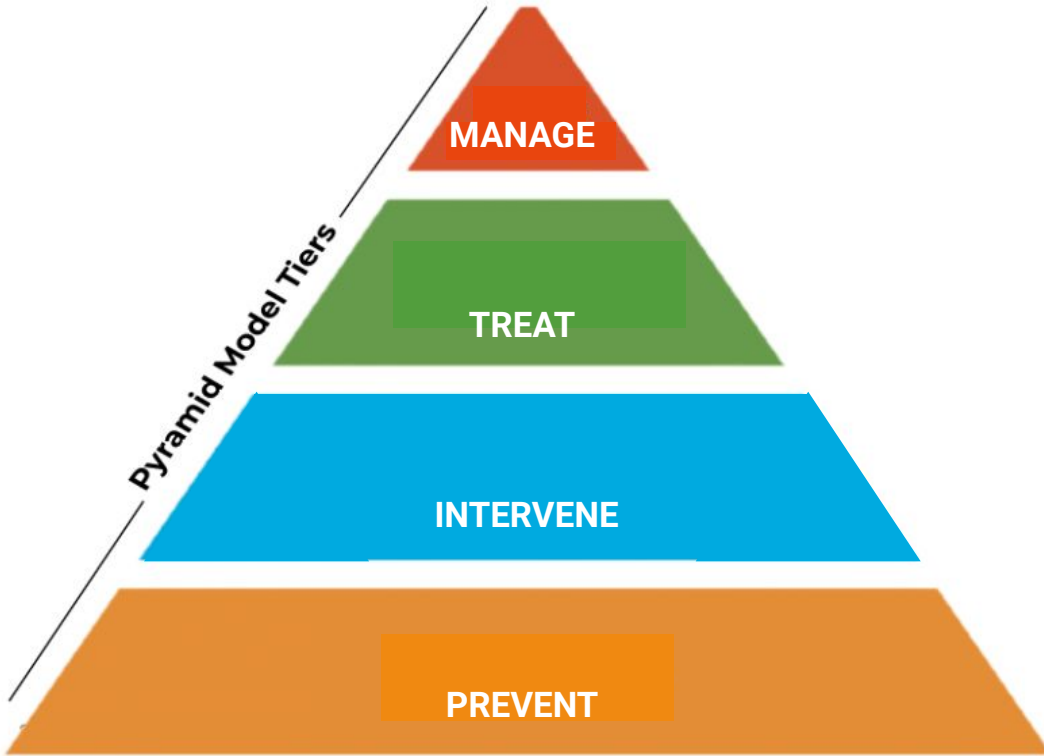 MANAGE
Pyramid Model Tiers
TREAT
INTERVENE
PREVENT